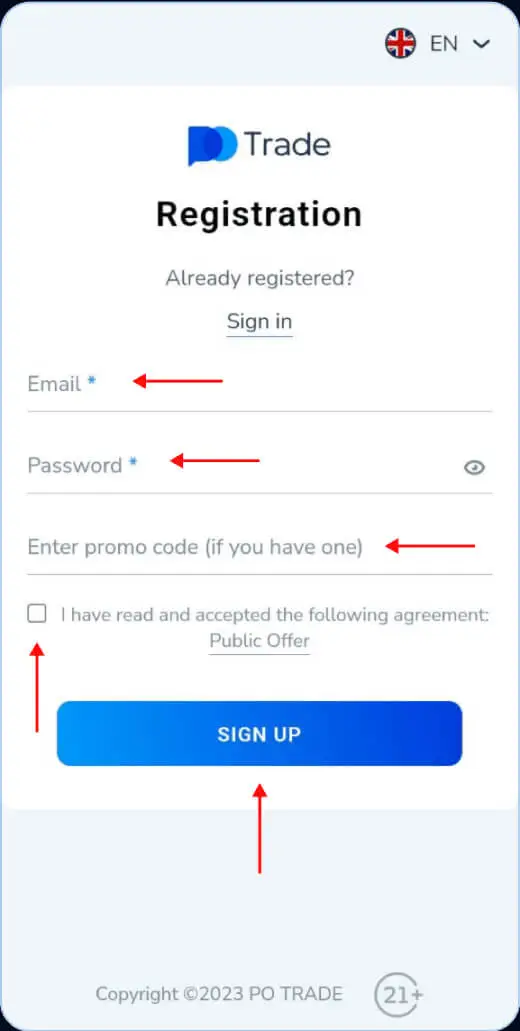 EN
Trade
Registration
Already registered?
Sign in
Email *
Password *
Enter promo code (if you have one)
I have read and accepted the following agreement:
Public Offer
SIGN UP
Copyright ©2023 PO TRADE
21+